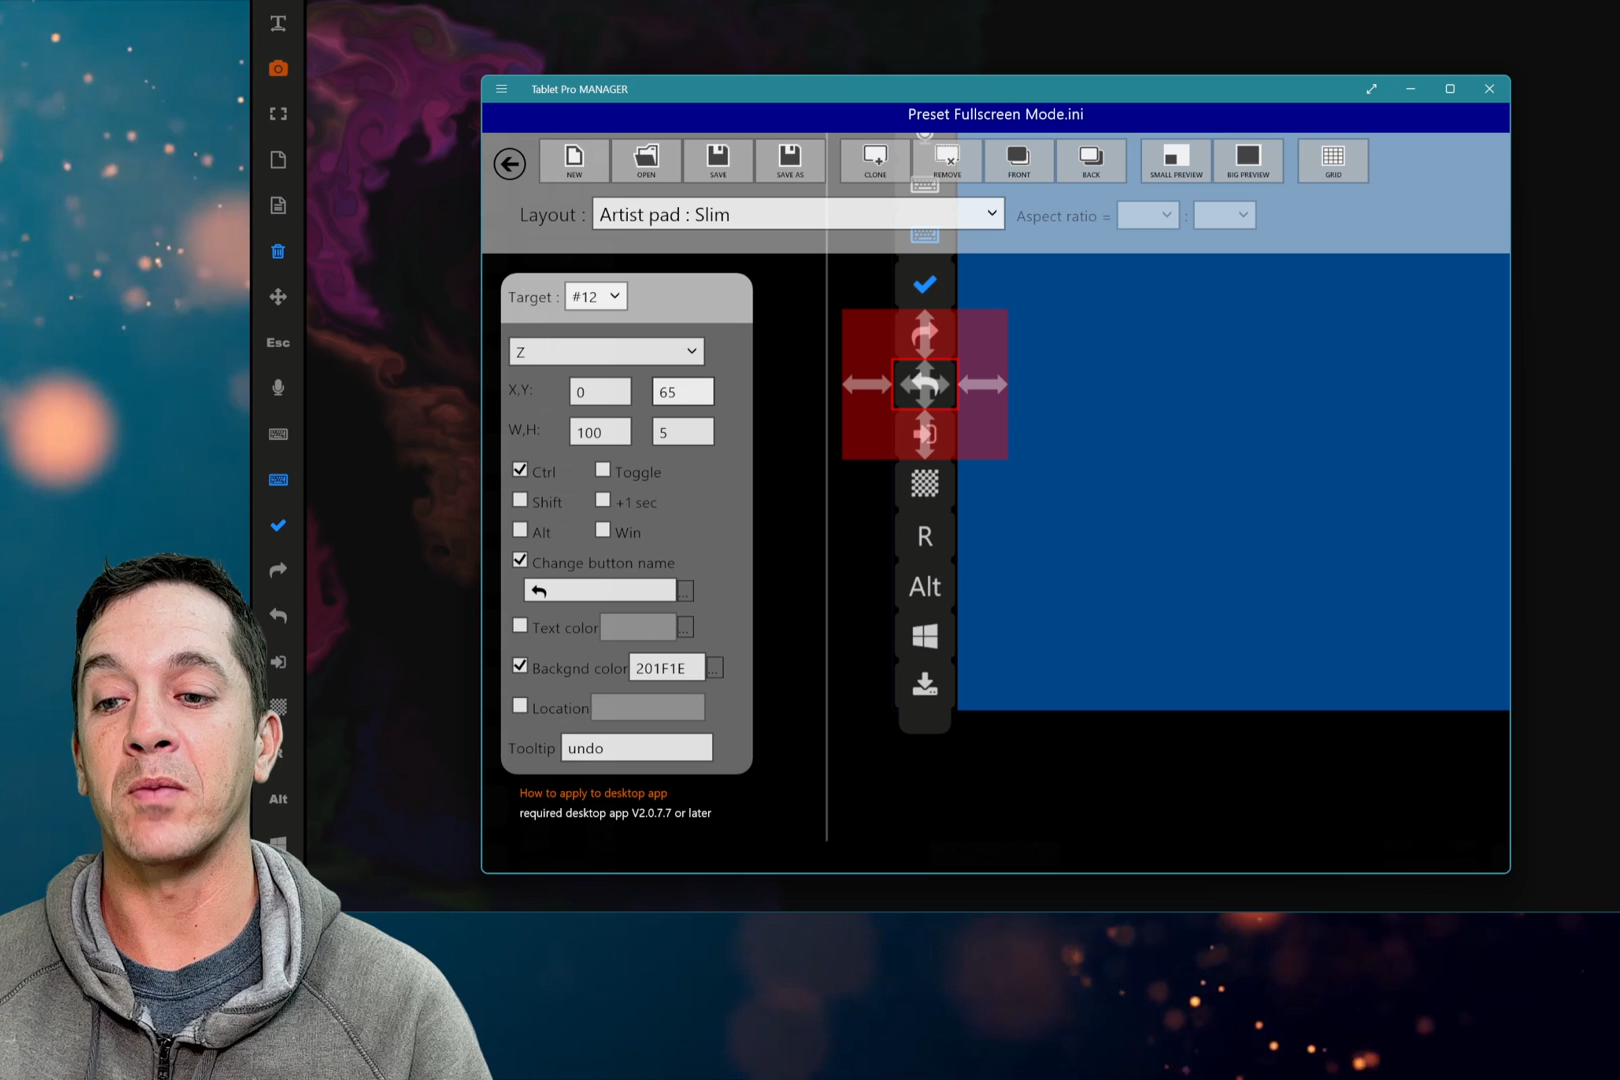 T
Esc
Alt
Tablet Pro MANAGER
Preset Fullscreen Mode.ini
NEW
OPEN
SAVE
SAVE AS
CLONE
REMOVE
FRONT
BACK
SMALL PREVIEW
BIG PREVIEW
GRID
Layout : Artist pad : Slim
Aspect ratio = :
Target : #12
Z
X,Y: 0 65
W,H: 100 5
Ctrl Toggle
Shift +1 sec
Alt Win
Change button name
...
Text color ...
Backgnd color 201F1E ...
Location
Tooltip undo
How to apply to desktop app
required desktop app V2.0.7.7 or later
R
Alt